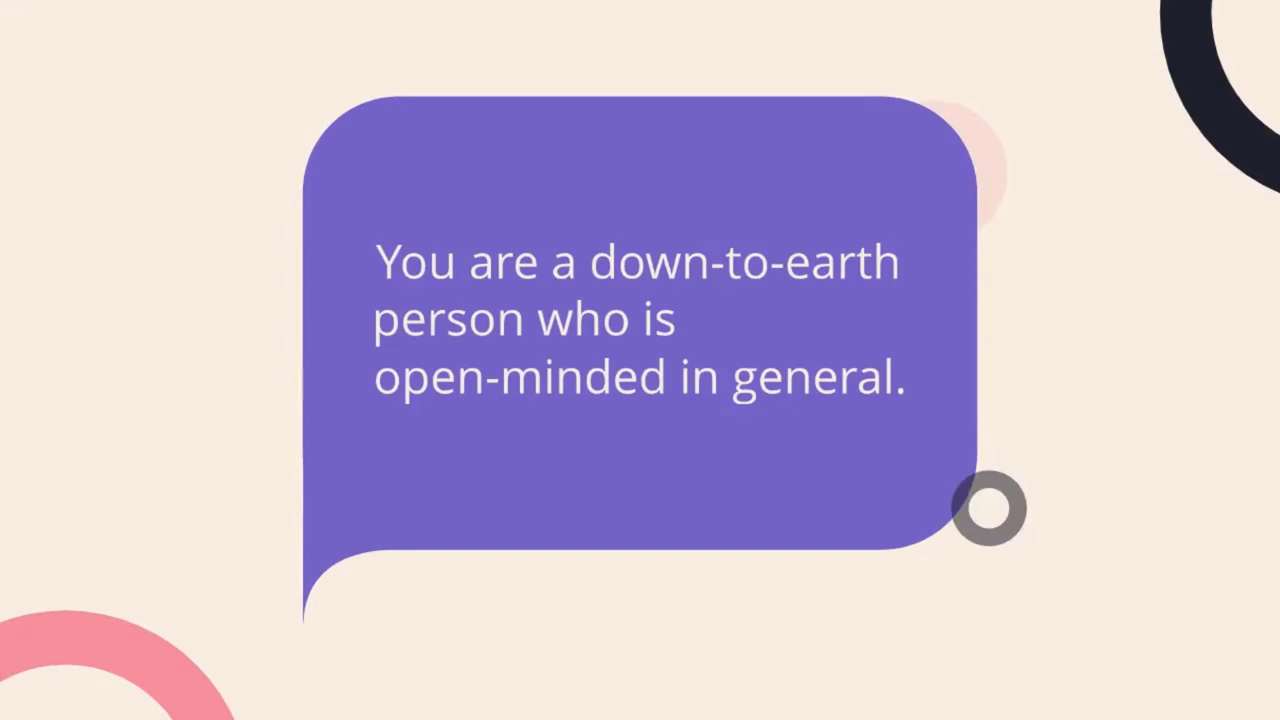 You are a down-to-earth
person who is
open-minded in general.